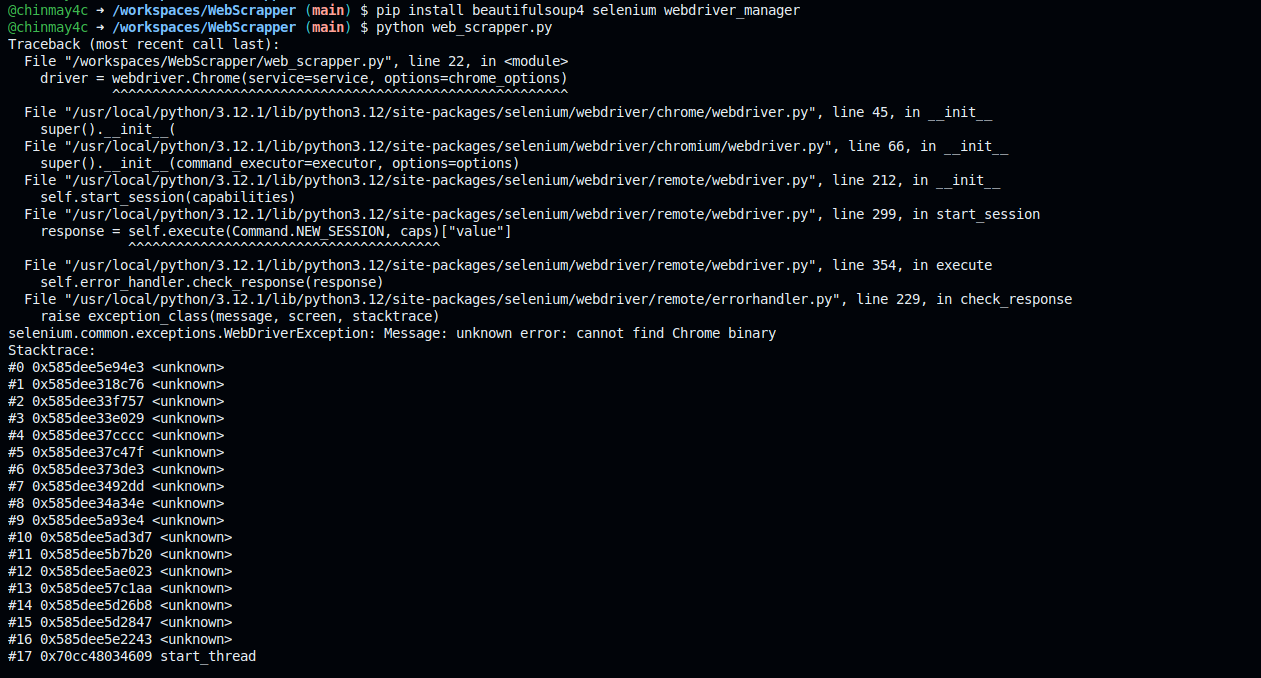 @chinmay4c → /workspaces/WebScrapper (main) $ pip install beautifulsoup4 selenium webdriver_manager
@chinmay4c → /workspaces/WebScrapper (main) $ python web_scrapper.py
Traceback (most recent call last):
  File "/workspaces/WebScrapper/web_scrapper.py", line 22, in <module>
    driver = webdriver.Chrome(service=service, options=chrome_options)
             ^^^^^^^^^^^^^^^^^^^^^^^^^^^^^^^^^^^^^^^^^^^^^^^^^^^^^^^^^
  File "/usr/local/python/3.12.1/lib/python3.12/site-packages/selenium/webdriver/chrome/webdriver.py", line 45, in __init__
    super().__init__(
  File "/usr/local/python/3.12.1/lib/python3.12/site-packages/selenium/webdriver/chromium/webdriver.py", line 66, in __init__
    super().__init__(command_executor=executor, options=options)
  File "/usr/local/python/3.12.1/lib/python3.12/site-packages/selenium/webdriver/remote/webdriver.py", line 212, in __init__
    self.start_session(capabilities)
  File "/usr/local/python/3.12.1/lib/python3.12/site-packages/selenium/webdriver/remote/webdriver.py", line 299, in start_session
    response = self.execute(Command.NEW_SESSION, caps)["value"]
               ^^^^^^^^^^^^^^^^^^^^^^^^^^^^^^^^^^^^^^^
  File "/usr/local/python/3.12.1/lib/python3.12/site-packages/selenium/webdriver/remote/webdriver.py", line 354, in execute
    self.error_handler.check_response(response)
  File "/usr/local/python/3.12.1/lib/python3.12/site-packages/selenium/webdriver/remote/errorhandler.py", line 229, in check_response
    raise exception_class(message, screen, stacktrace)
selenium.common.exceptions.WebDriverException: Message: unknown error: cannot find Chrome binary
Stacktrace:
#0 0x585dee5e94e3 <unknown>
#1 0x585dee318c76 <unknown>
#2 0x585dee33f757 <unknown>
#3 0x585dee33e029 <unknown>
#4 0x585dee37cccc <unknown>
#5 0x585dee37c47f <unknown>
#6 0x585dee373de3 <unknown>
#7 0x585dee3492dd <unknown>
#8 0x585dee34a34e <unknown>
#9 0x585dee5a93e4 <unknown>
#10 0x585dee5ad3d7 <unknown>
#11 0x585dee5b7b20 <unknown>
#12 0x585dee5ae023 <unknown>
#13 0x585dee57c1aa <unknown>
#14 0x585dee5d26b8 <unknown>
#15 0x585dee5d2847 <unknown>
#16 0x585dee5e2243 <unknown>
#17 0x70cc48034609 start_thread